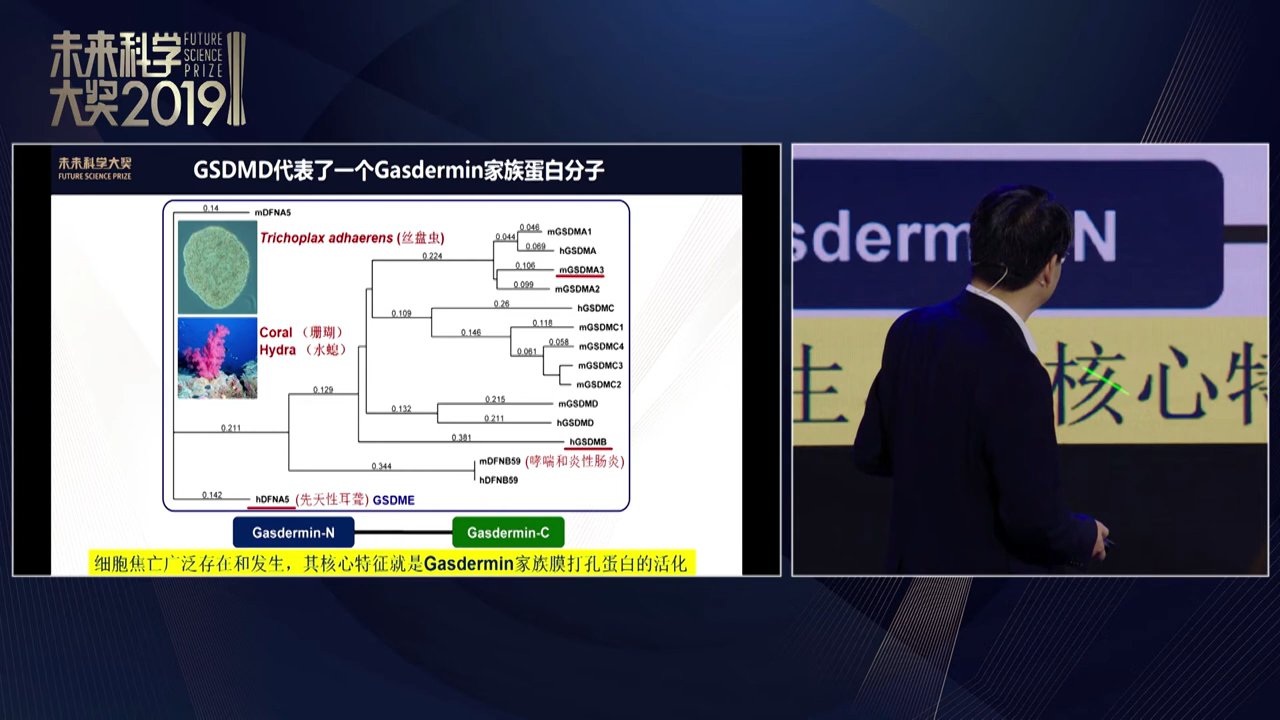 未来科学大奖2019
FUTURE SCIENCE PRIZE
未来科学大奖
FUTURE SCIENCE PRIZE
GSDMD代表了一个Gasdermin家族蛋白分子
0.14 mDFNA5
Trichoplax adhaerens (丝盘虫)
Coral （珊瑚）
Hydra （水螅）
0.046 mGSDMA1
0.044
0.069 hGSDMA
0.224
0.106 mGSDMA3
0.099 mGSDMA2
0.26 hGSDMC
0.109
0.118 mGSDMC1
0.146
0.058 mGSDMC4
0.061
mGSDMC3
mGSDMC2
0.129
0.215 mGSDMD
0.132
0.211 hGSDMD
0.211
0.381 hGSDMB
mDFNB59 (哮喘和炎性肠炎)
0.344
hDFNB59
0.142 hDFNA5 (先天性耳聋) GSDME
Gasdermin-N Gasdermin-C
细胞焦亡广泛存在和发生，其核心特征就是Gasdermin家族膜打孔蛋白的活化
sderm N
生 核心特